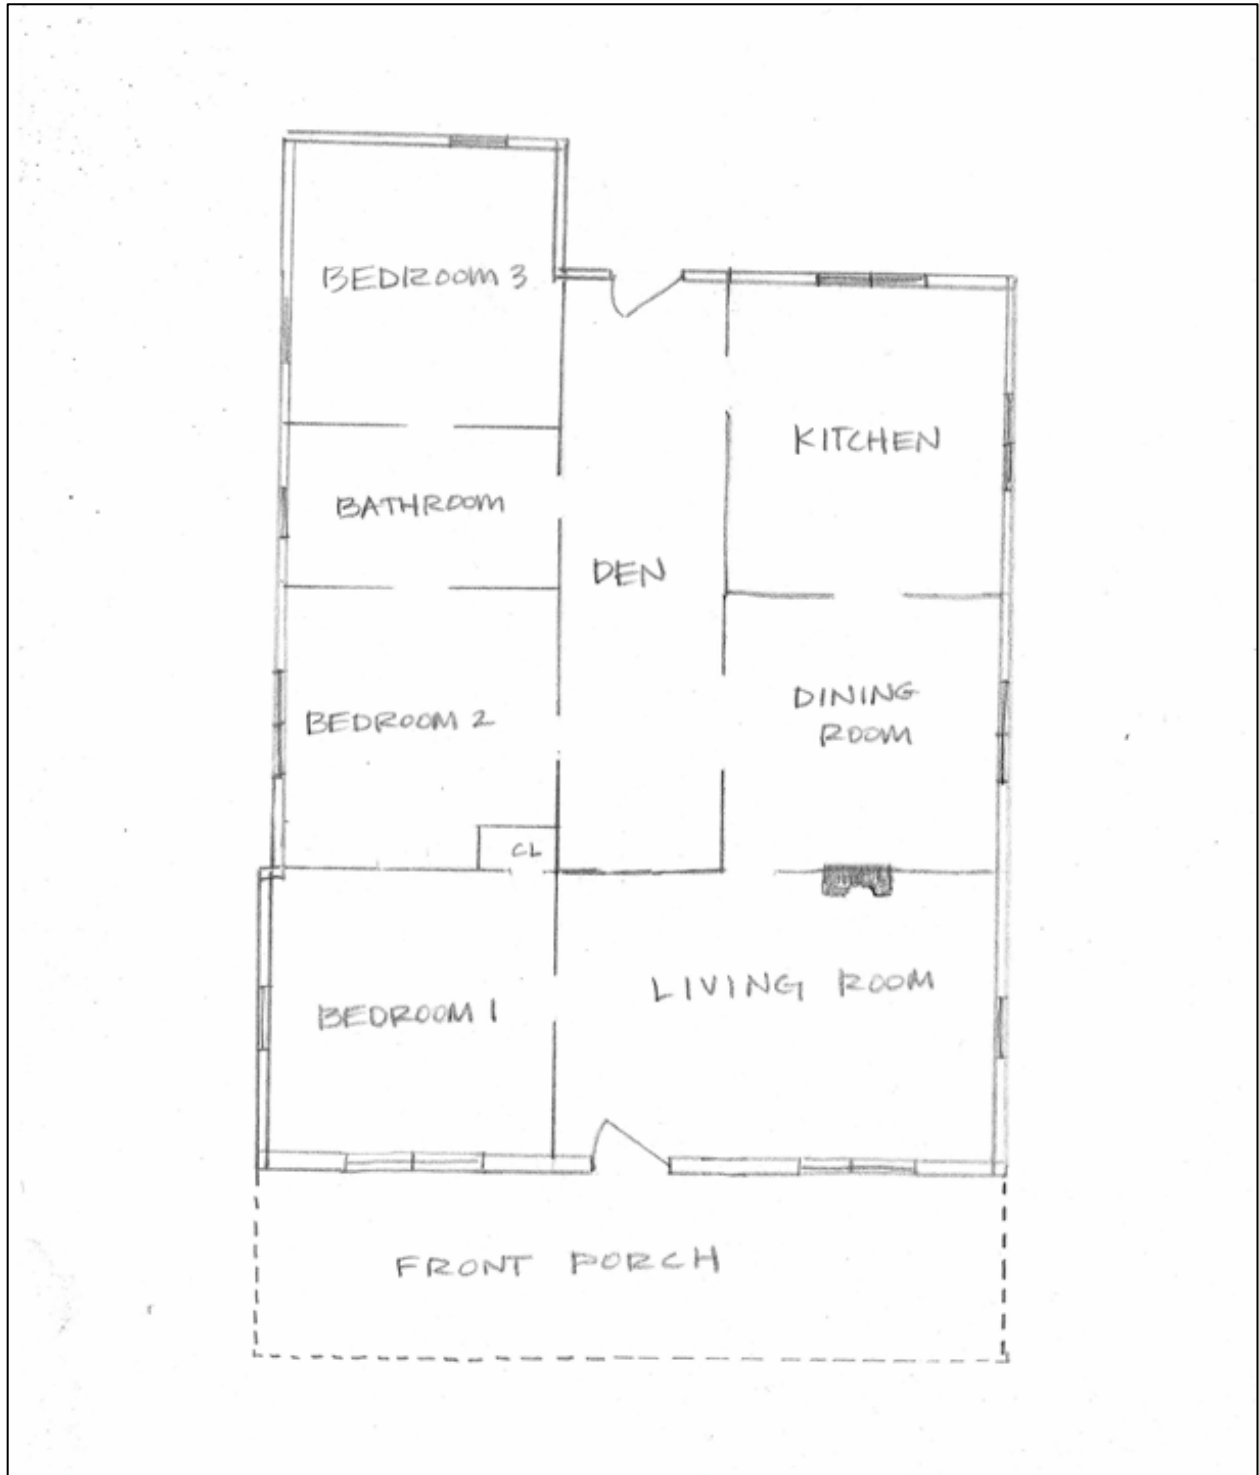 BEDROOM 3
KITCHEN
BATHROOM
DEN
DINING
ROOM
BEDROOM 2
CL
LIVING ROOM
BEDROOM 1
FRONT PORCH